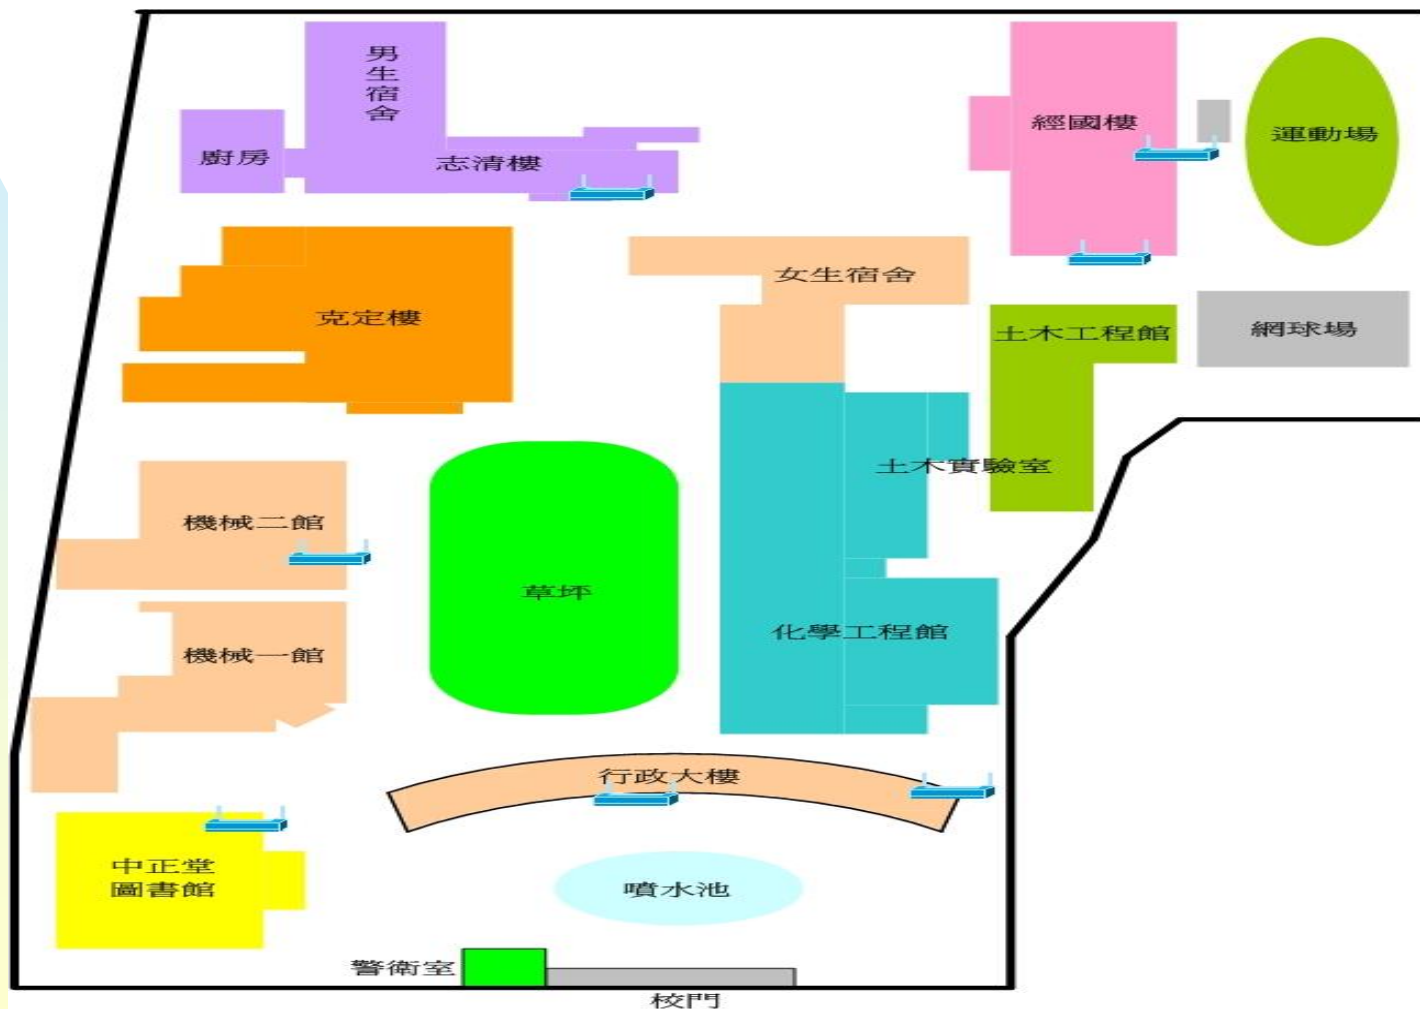 男生宿舍
經國樓
運動場
廚房
志清樓
女生宿舍
克定樓
土木工程館
網球場
土木實驗室
機械二館
草坪
化學工程館
機械一館
行政大樓
中正堂
圖書館
噴水池
警衛室
校門